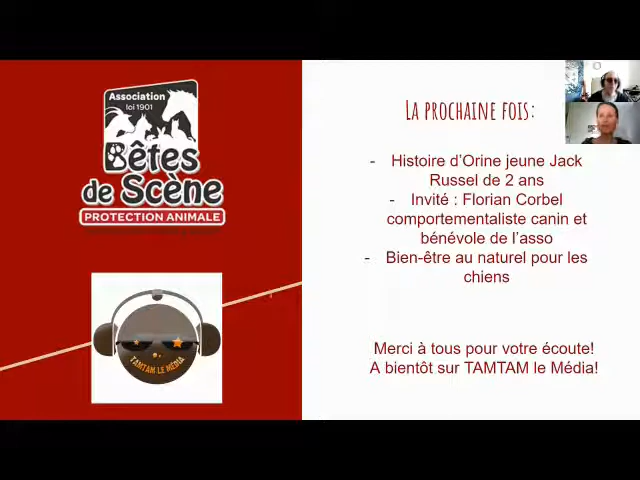 Association
loi 1901
Bêtes
de Scène
PROTECTION ANIMALE
TAMTAM LE MÉDIA
La prochaine fois:
- Histoire d'Orine jeune Jack
Russel de 2 ans
- Invité : Florian Corbel
comportementaliste canin et
bénévole de l'asso
- Bien-être au naturel pour les
chiens
Merci à tous pour votre écoute!
A bientôt sur TAMTAM le Média!